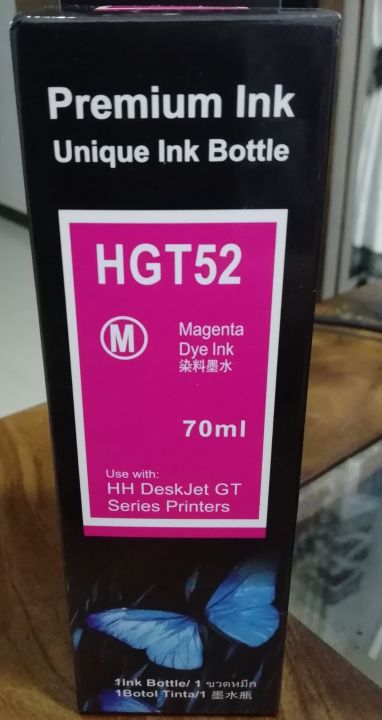 Premium Ink
Unique Ink Bottle
HGT52
M
Magenta
Dye Ink
染料墨水
70ml
Use with:
HH DeskJet GT
Series Printers
1Ink Bottle/ 1 ขวดหมึก
1Botol Tinta/1 墨水瓶